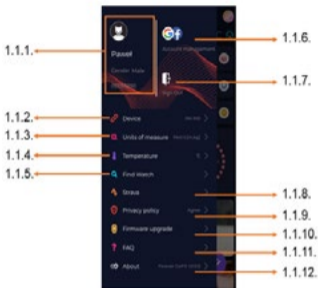 1.1.1.
Pawel
Gender: Male
1.1.6.
Account management
1.1.7.
Sign Out
1.1.2.
Device
1.1.3.
Units of measure
1.1.4.
Temperature
1.1.5.
Find Watch
Strava
1.1.8.
Privacy policy
Agree
1.1.9.
Firmware upgrade
1.1.10.
FAQ
1.1.11.
About
1.1.12.